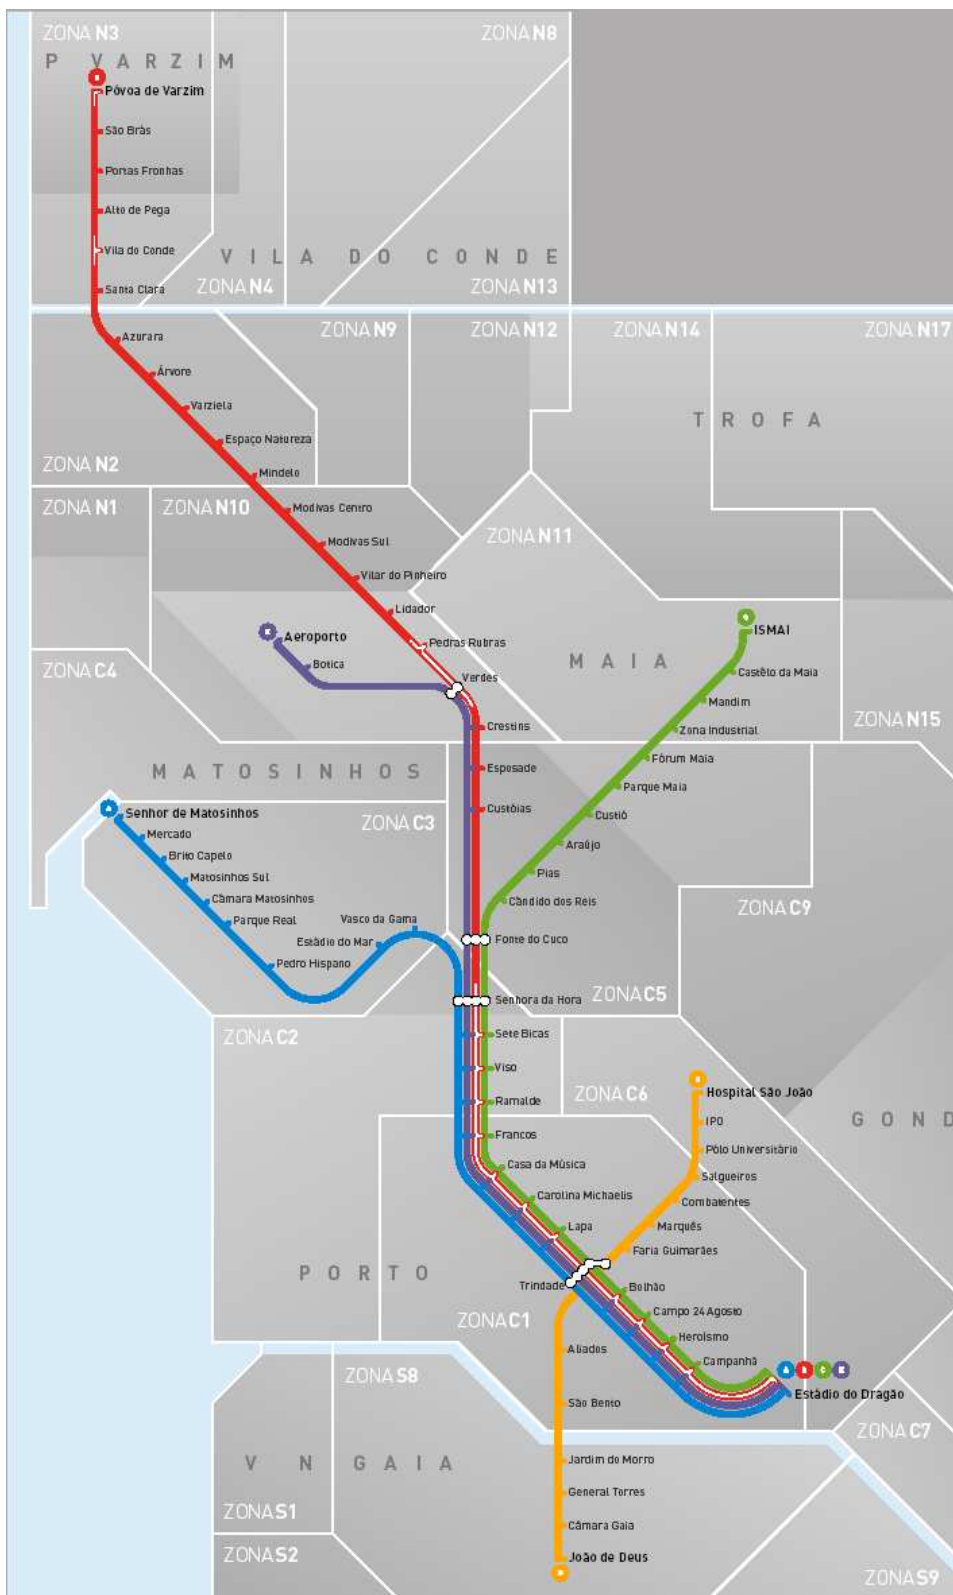 ZONA N3
ZONA N8
P VARZIM
Póvoa de Varzim
São Brás
Portas Fronhas
Alto de Pega
Vila do Conde
VILA DO CONDE
Santa Clara
ZONA N4
ZONA N13
Azurara
ZONA N9
ZONA N12
ZONA N14
ZONA N17
Árvore
Varziela
TROFA
Espaço Natureza
ZONA N2
Mindelo
ZONA N1
ZONA N10
Modivas Centro
ZONA N11
Modivas Sul
Vilar do Pinheiro
Lidador
Aeroporto
Pedras Rubras
ISMAI
Botica
MAIA
ZONA C4
Verdes
Castêlo da Maia
Mandim
Crestins
Zona Industrial
ZONA N15
MATOSINHOS
Esposade
Fórum Maia
Parque Maia
Senhor de Matosinhos
Custóias
Custió
ZONA C3
Mercado
Araújo
Brito Capelo
Pias
Matosinhos Sul
Câmara Matosinhos
Cândido dos Reis
ZONA C9
Parque Real
Vasco da Gama
Estádio do Mar
Fonte do Cuco
Pedro Hispano
ZONA C5
Senhora da Hora
ZONA C2
Sete Bicas
Viso
ZONA C6
Hospital São João
Ramalde
IPO
GOND
Francos
Pólo Universitário
Casa da Música
Salgueiros
Carolina Michaelis
Combatentes
Lapa
Marquês
Faria Guimarães
PORTO
Trindade
Bolhão
Campo 24 Agosto
ZONA C1
Heroísmo
Aliados
Campanhã
ZONA S8
A
B
C
E
Estádio do Dragão
São Bento
ZONA C7
V N GAIA
Jardim do Morro
General Torres
ZONA S1
Câmara Gaia
ZONA S2
João de Deus
ZONA S9